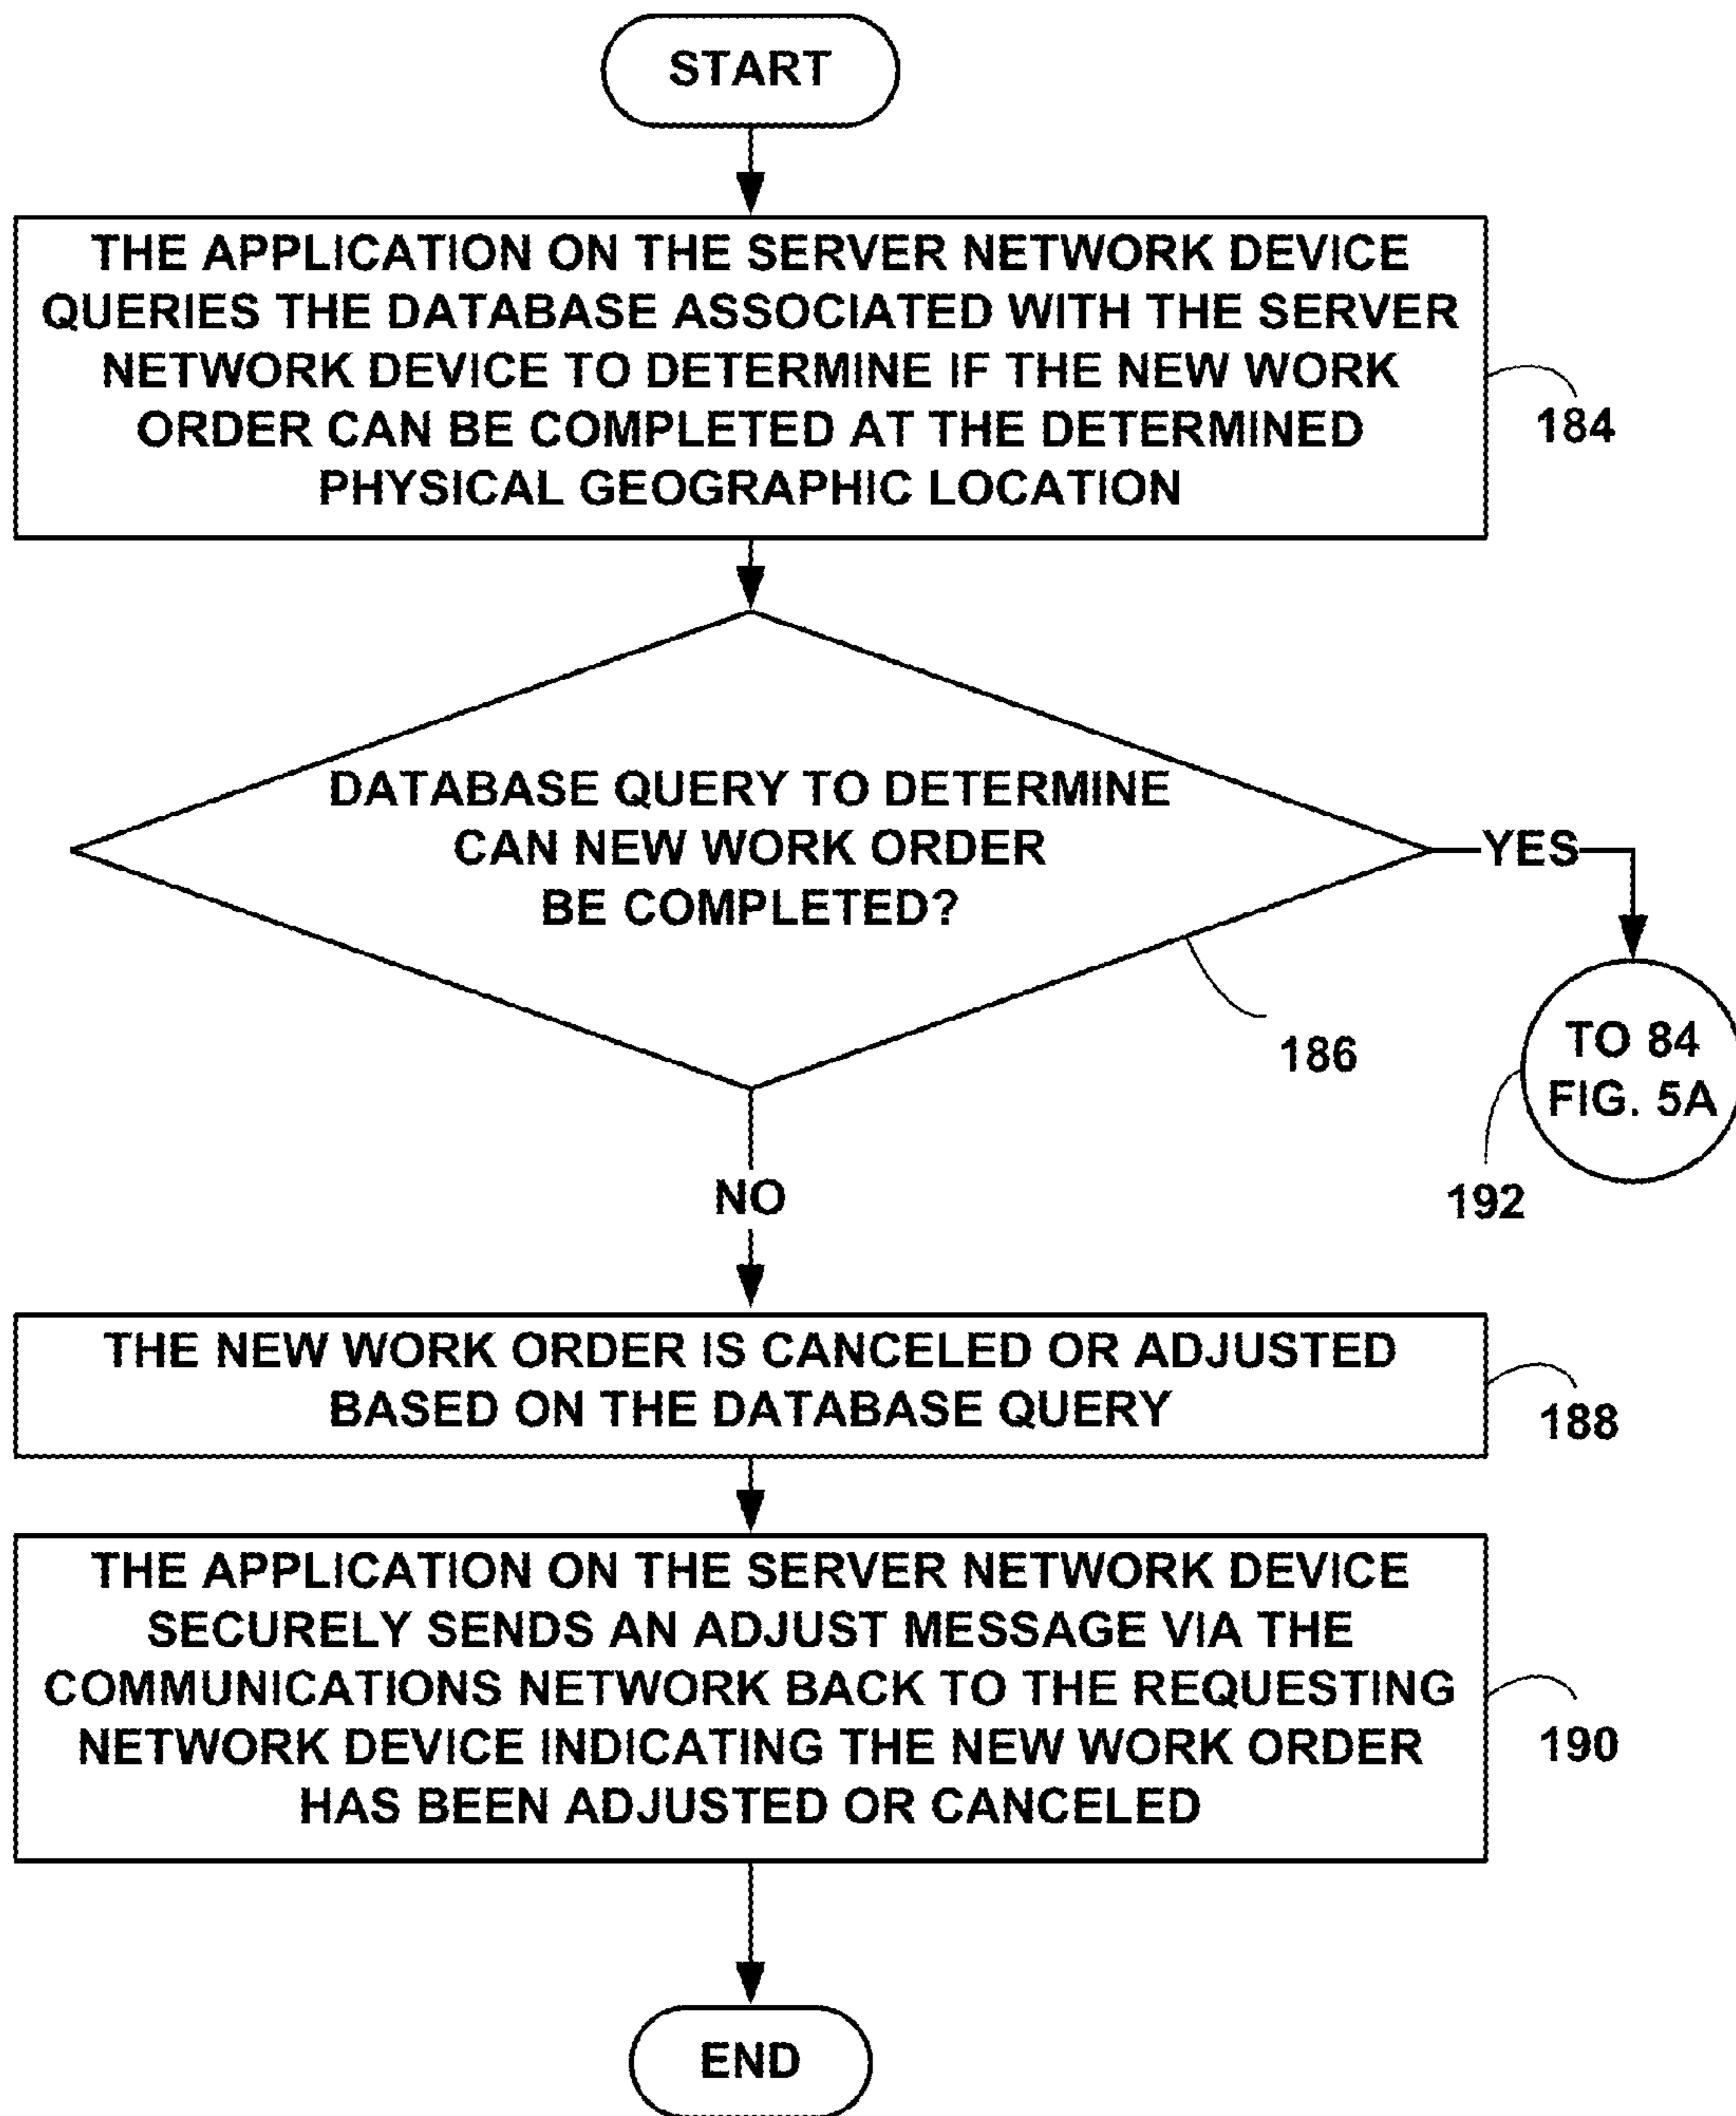 START
THE APPLICATION ON THE SERVER NETWORK DEVICE
QUERIES THE DATABASE ASSOCIATED WITH THE SERVER
NETWORK DEVICE TO DETERMINE IF THE NEW WORK
ORDER CAN BE COMPLETED AT THE DETERMINED
PHYSICAL GEOGRAPHIC LOCATION
184
DATABASE QUERY TO DETERMINE
CAN NEW WORK ORDER
BE COMPLETED?
YES
186
TO 84
FIG. 5A
192
NO
THE NEW WORK ORDER IS CANCELED OR ADJUSTED
BASED ON THE DATABASE QUERY
188
THE APPLICATION ON THE SERVER NETWORK DEVICE
SECURELY SENDS AN ADJUST MESSAGE VIA THE
COMMUNICATIONS NETWORK BACK TO THE REQUESTING
NETWORK DEVICE INDICATING THE NEW WORK ORDER
HAS BEEN ADJUSTED OR CANCELED
190
END